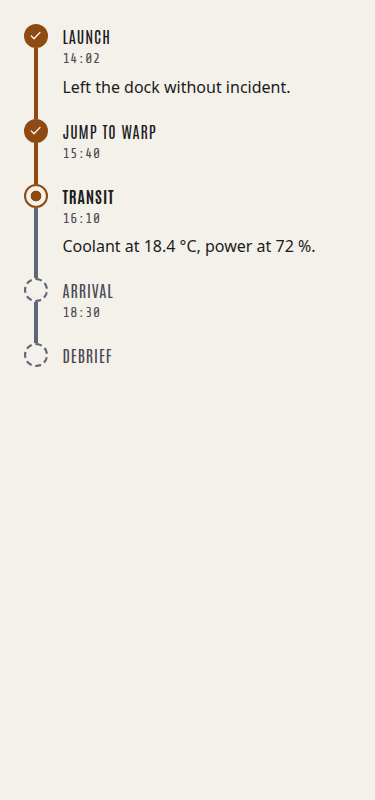 LAUNCH
14:02
Left the dock without incident.
JUMP TO WARP
15:40
TRANSIT
16:10
Coolant at 18.4 °C, power at 72 %.
ARRIVAL
18:30
DEBRIEF